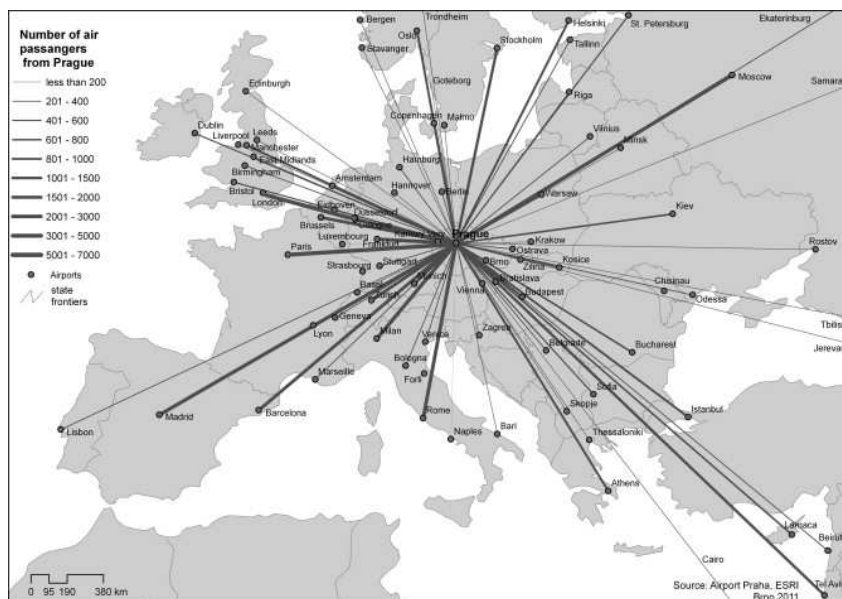 Number of air
passangers
from Prague
less than 200
201 - 400
401 - 600
601 - 800
801 - 1000
1001 - 1500
1501 - 2000
2001 - 3000
3001 - 5000
5001 - 7000
Airports
state
frontiers
Bergen
Trondheim
Oslo
Stavanger
Stockholm
Helsinki
Tallinn
St. Petersburg
Ekaterinburg
Moscow
Samara
Goteborg
Riga
Edinburgh
Copenhagen
Malmo
Vilnius
Minsk
Dublin
Liverpool
Leeds
Manchester
East Midlands
Birmingham
Bristol
London
Amsterdam
Hamburg
Hannover
Berlin
Warsaw
Kiev
Dusseldorf
Brussels
Luxembourg
Frankfurt
Karlovy Vary
Prague
Krakow
Ostrava
Rostov
Paris
Strasbourg
Stuttgart
Munich
Brno
Zilina
Kosice
Vienna
Bratislava
Budapest
Chisinau
Odessa
Basel
Zurich
Geneva
Lyon
Milan
Zagreb
Belgrade
Bucharest
Tbilis
Jereva
Bologna
Forli
Marseille
Madrid
Barcelona
Lisbon
Rome
Naples
Bari
Sofia
Skopje
Istanbul
Thessaloniki
Athens
Larnaca
Beirut
Cairo
Tel Aviv
0 95 190 380 km
Source: Airport Praha, ESRI
Brno 2011